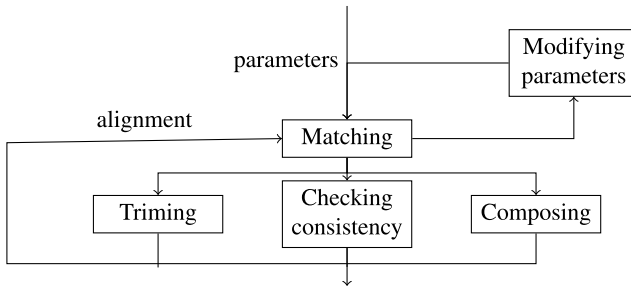 Modifying
parameters
parameters
alignment
Matching
Triming
Checking
consistency
Composing